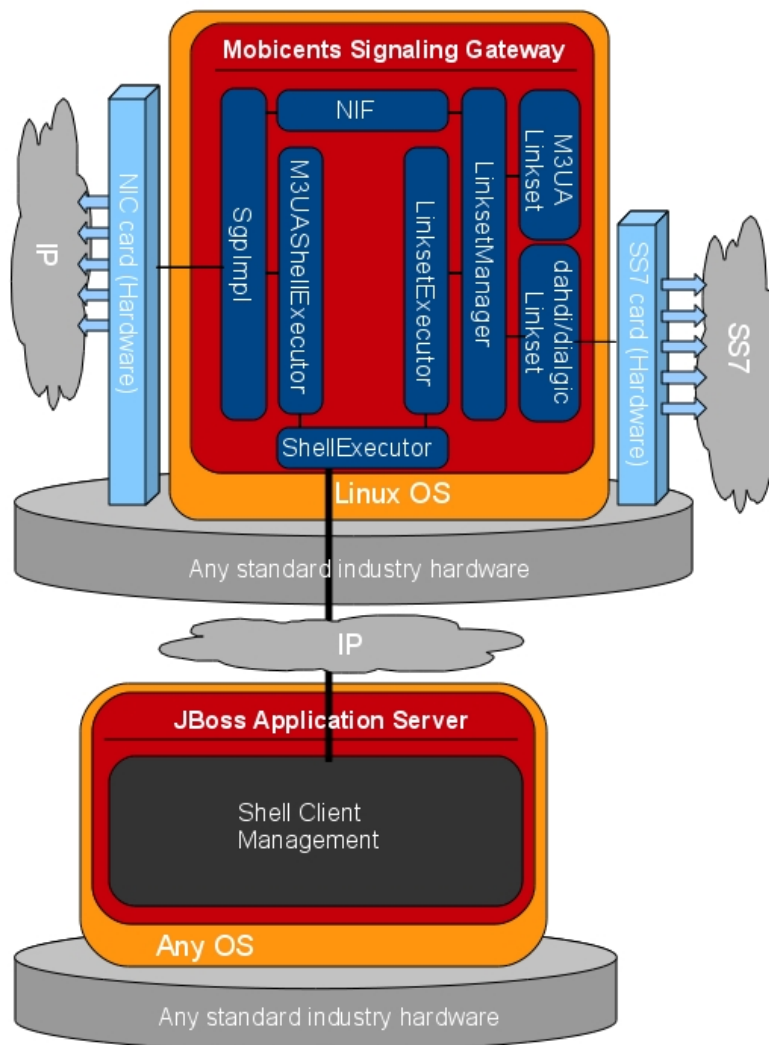 Mobicents Signaling Gateway
NIF
SgpImpl
M3UAShellExecutor
LinksetExecutor
LinksetManager
M3UA
Linkset
dahdi/dialgic
Linkset
ShellExecutor
Linux OS
NIC card (Hardware)
IP
SS7 card (Hardware)
SS7
Any standard industry hardware
IP
JBoss Application Server
Shell Client
Management
Any OS
Any standard industry hardware